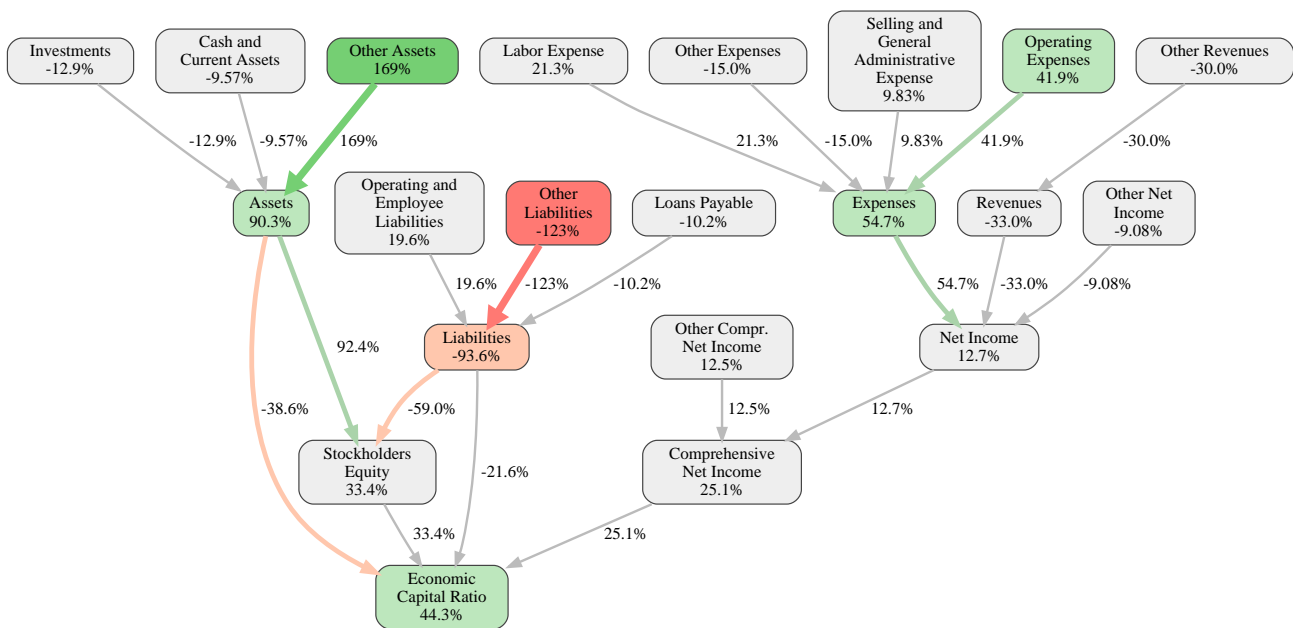 Investments
-12.9%
Cash and
Current Assets
-9.57%
Other Assets
169%
Labor Expense
21.3%
Other Expenses
-15.0%
Selling and
General
Administrative
Expense
9.83%
Operating
Expenses
41.9%
Other Revenues
-30.0%
-12.9%
-9.57%
169%
21.3%
-15.0%
9.83%
41.9%
-30.0%
Assets
90.3%
Operating and
Employee
Liabilities
19.6%
Other
Liabilities
-123%
Loans Payable
-10.2%
Expenses
54.7%
Revenues
-33.0%
Other Net
Income
-9.08%
19.6%
-123%
-10.2%
54.7%
-33.0%
-9.08%
92.4%
Liabilities
-93.6%
Other Compr.
Net Income
12.5%
Net Income
12.7%
-38.6%
-59.0%
12.5%
12.7%
Stockholders
Equity
33.4%
-21.6%
Comprehensive
Net Income
25.1%
33.4%
25.1%
Economic
Capital Ratio
44.3%